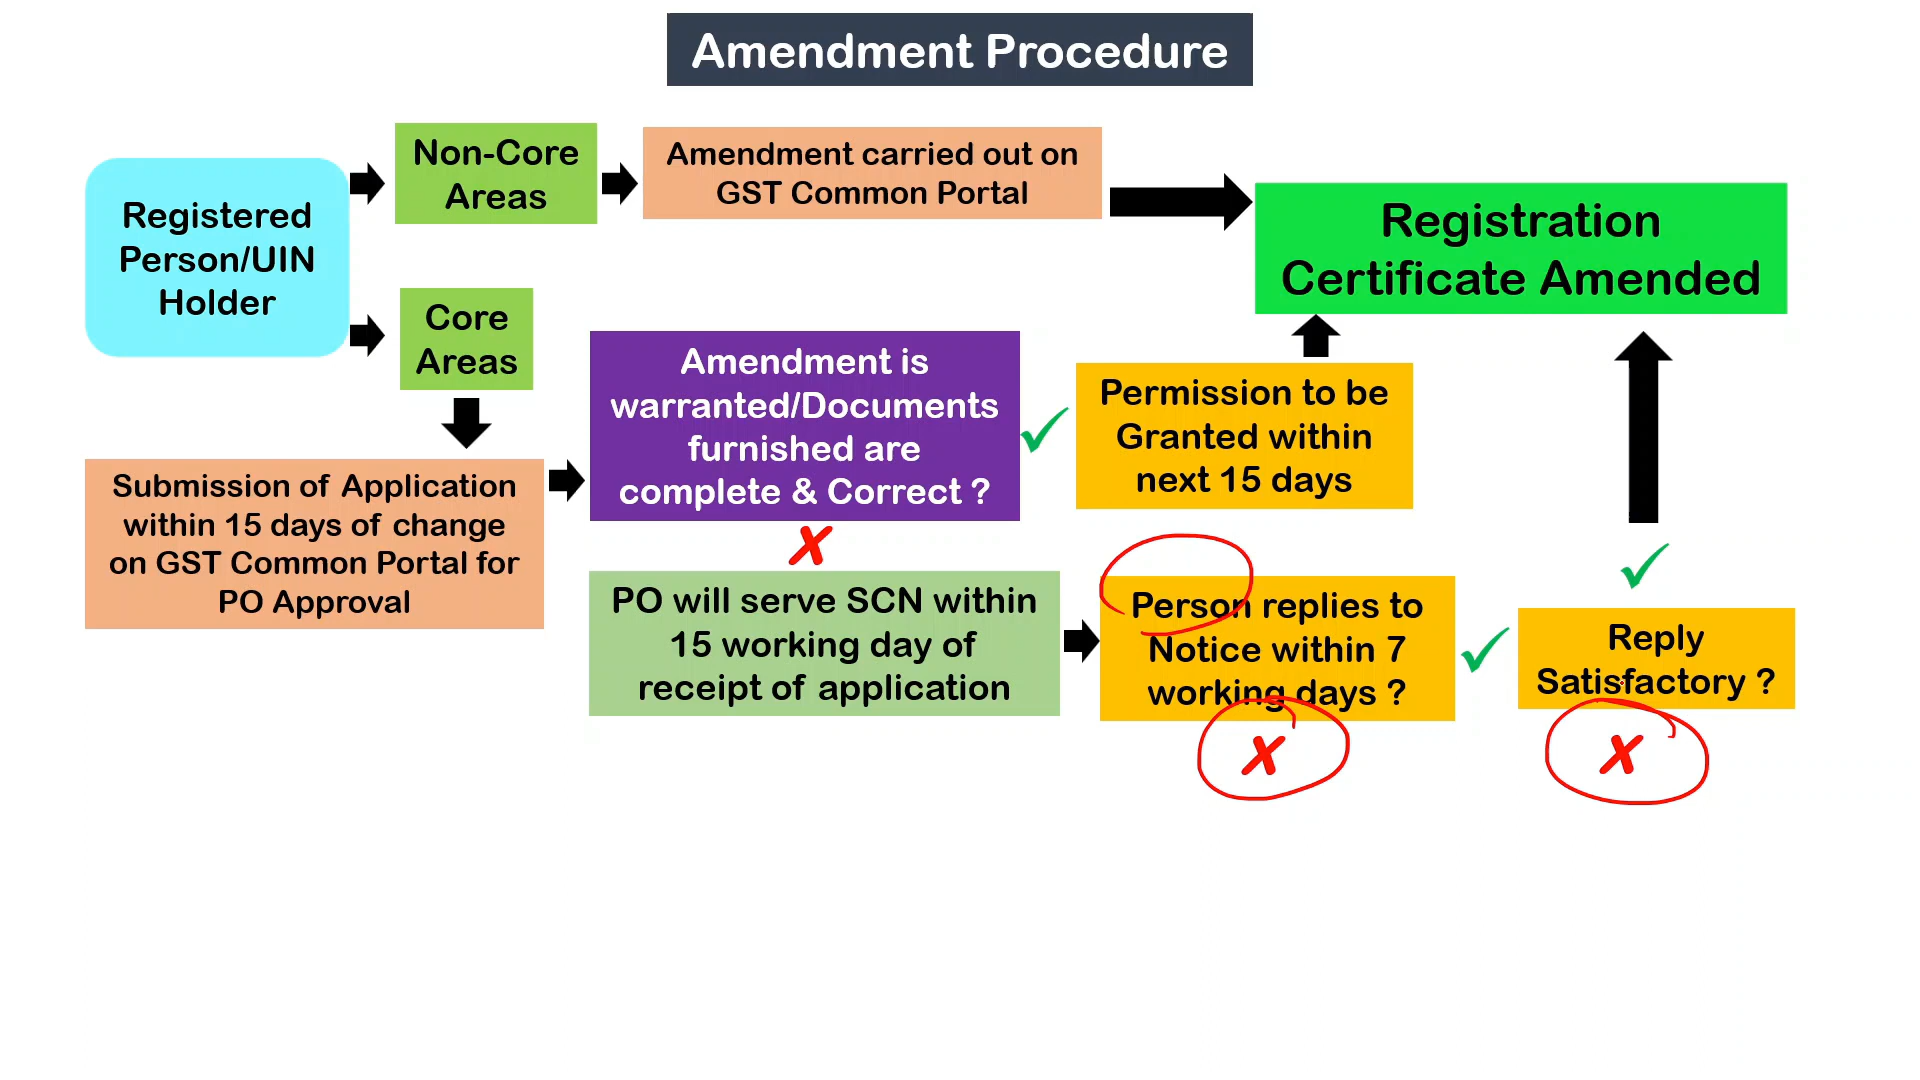 Amendment Procedure
Registered
Person/UIN
Holder
Non-Core
Areas
Amendment carried out on
GST Common Portal
Registration
Certificate Amended
Core
Areas
Submission of Application
within 15 days of change
on GST Common Portal for
PO Approval
Amendment is
warranted/Documents
furnished are
complete & Correct ?
Permission to be
Granted within
next 15 days
PO will serve SCN within
15 working day of
receipt of application
Person replies to
Notice within 7
working days ?
Reply
Satisfactory ?